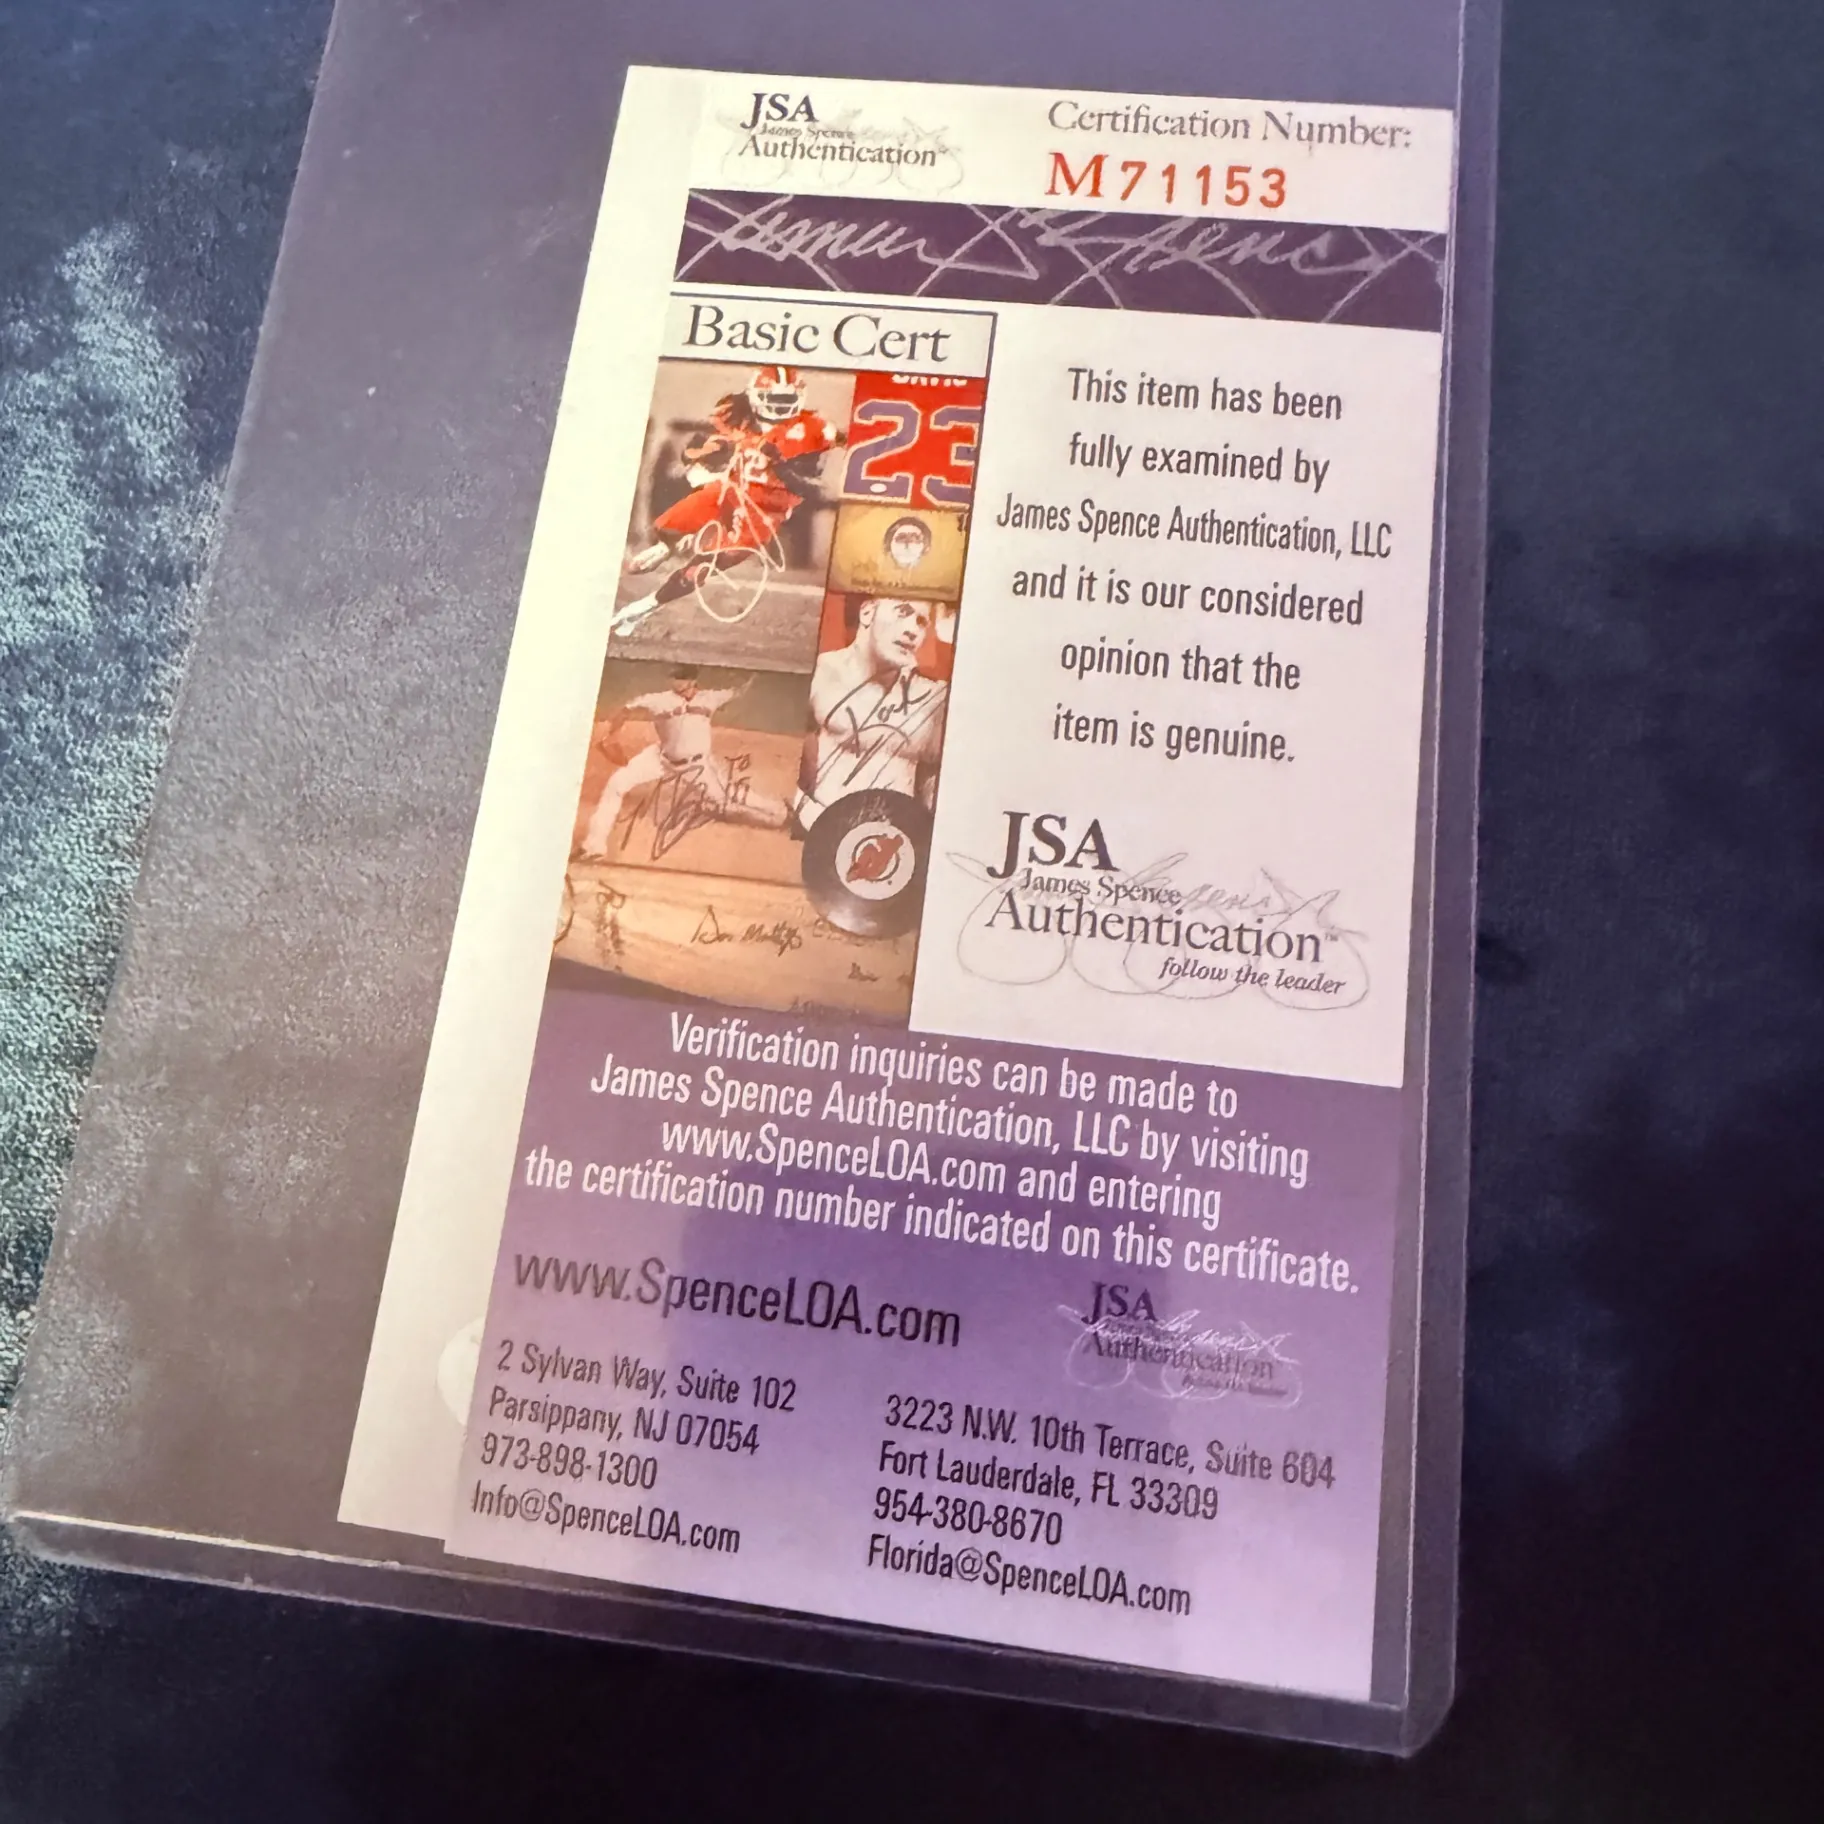 JSA
James Spence
Authentication™
Certification Number:
M71153
James Spence
Basic Cert
23
This item has been
fully examined by
James Spence Authentication, LLC
and it is our considered
opinion that the
item is genuine.
JSA
James Spence
Authentication™
follow the leader
Verification inquiries can be made to
James Spence Authentication, LLC by visiting
www.SpenceLOA.com and entering
the certification number indicated on this certificate.
www.SpenceLOA.com
JSA
Authentication
2 Sylvan Way, Suite 102
Parsippany, NJ 07054
973-898-1300
Info@SpenceLOA.com
3223 N.W. 10th Terrace, Suite 604
Fort Lauderdale, FL 33309
954-380-8670
Florida@SpenceLOA.com